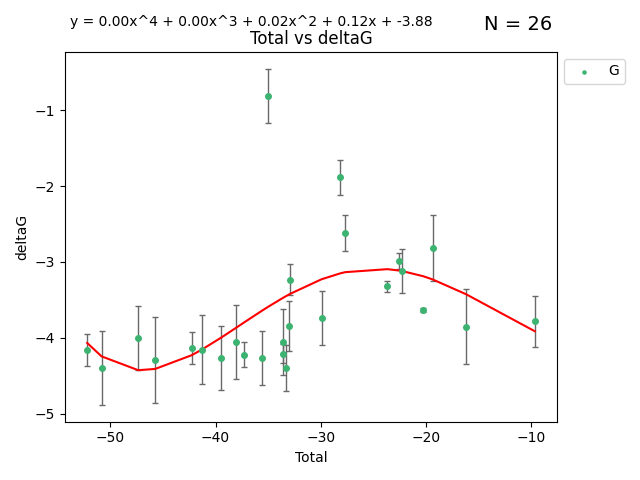 y = 0.00x^4 + 0.00x^3 + 0.02x^2 + 0.12x + -3.88
N = 26
Total vs deltaG
G
deltaG
−1
−2
−3
−4
−5
−50 −40 −30 −20 −10
Total